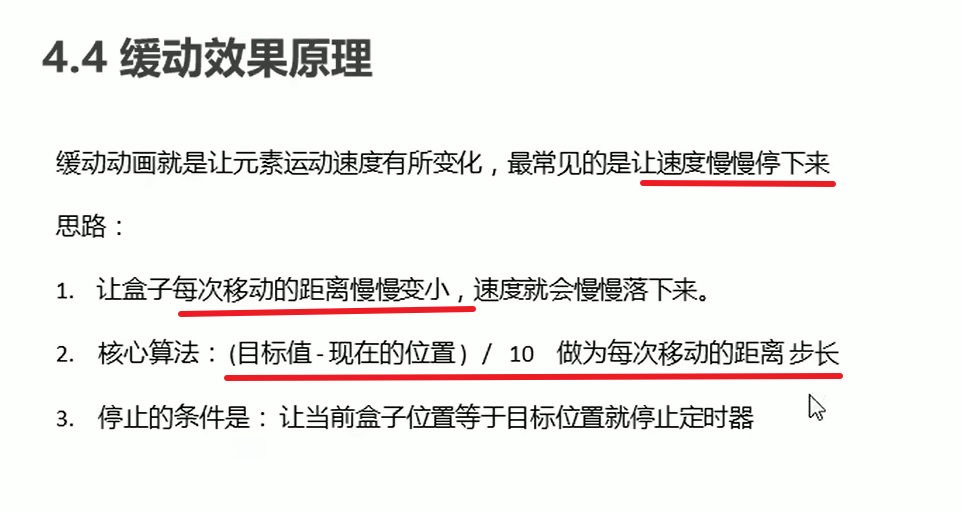 4.4 缓动效果原理
缓动动画就是让元素运动速度有所变化，最常见的是让速度慢慢停下来
思路：
1. 让盒子每次移动的距离慢慢变小，速度就会慢慢落下来。
2. 核心算法：(目标值 - 现在的位置) / 10 做为每次移动的距离 步长
3. 停止的条件是：让当前盒子位置等于目标位置就停止定时器